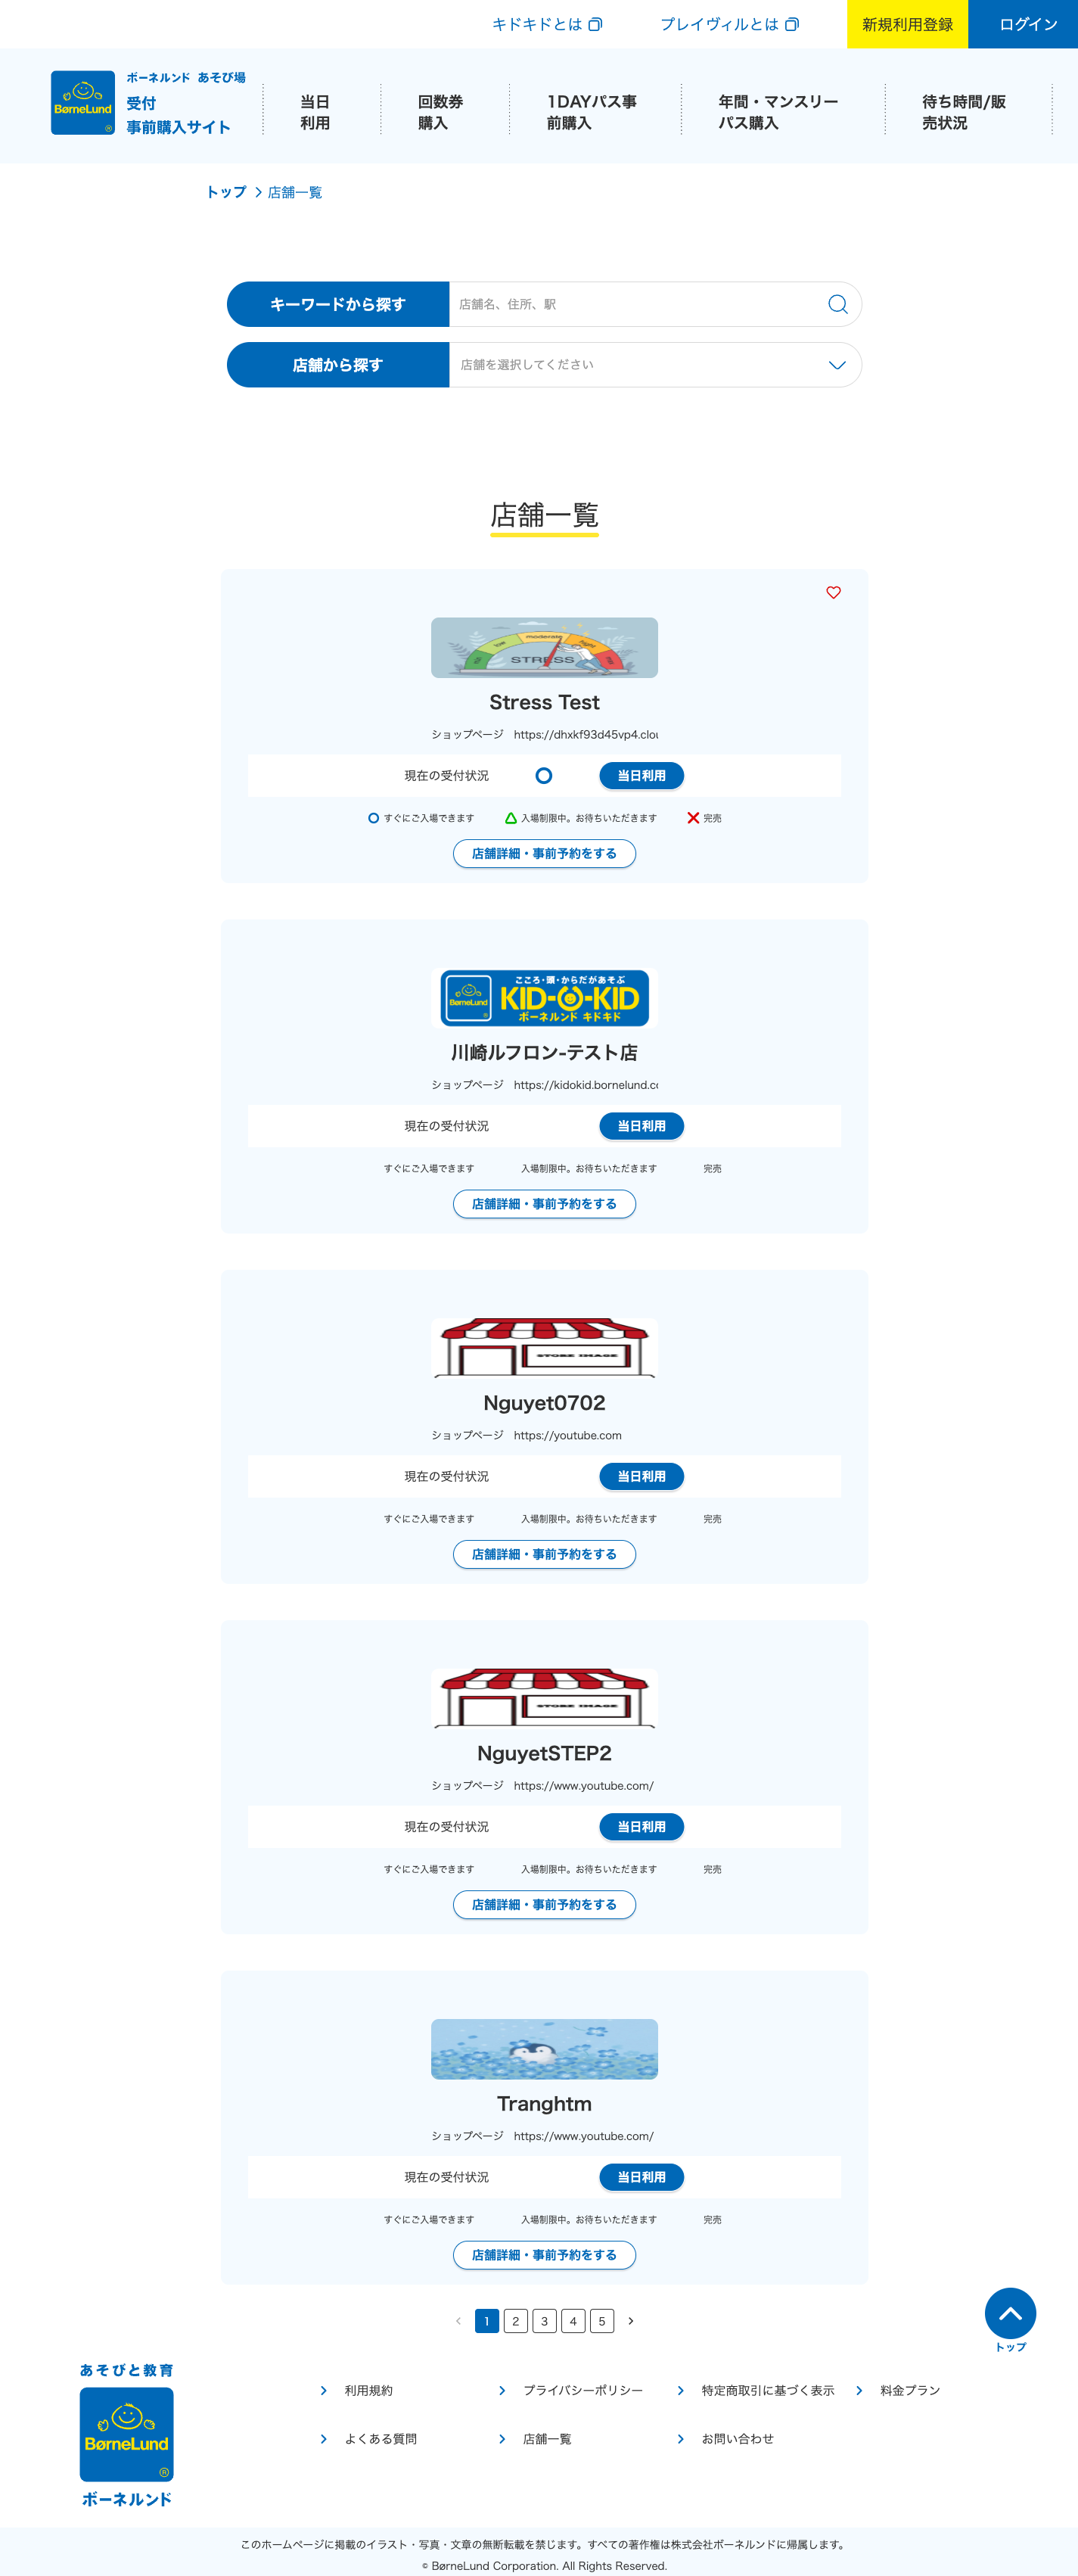 キドキドとは
プレイヴィルとは
新規利用登録
ログイン
BørneLund
®
ボーネルンド あそび場
受付
事前購入サイト
当日
利用
回数券
購入
1DAYパス事
前購入
年間・マンスリー
パス購入
待ち時間/販
売状況
トップ
店舗一覧
キーワードから探す
店舗名、住所、駅
店舗から探す
店舗を選択してください
店舗一覧
low
moderate
high
STRESS
Stress Test
ショップページ https://dhxkf93d45vp4.clou
現在の受付状況
当日利用
すぐにご入場できます
入場制限中。お待ちいただきます
完売
店舗詳細・事前予約をする
こころ・頭・からだがあそぶ
BørneLund
KID-O-KID
ボーネルンド キドキド
川崎ルフロン-テスト店
ショップページ https://kidokid.bornelund.co
現在の受付状況
当日利用
すぐにご入場できます
入場制限中。お待ちいただきます
完売
店舗詳細・事前予約をする
STORE IMAGE
Nguyet0702
ショップページ https://youtube.com
現在の受付状況
当日利用
すぐにご入場できます
入場制限中。お待ちいただきます
完売
店舗詳細・事前予約をする
STORE IMAGE
NguyetSTEP2
ショップページ https://www.youtube.com/
現在の受付状況
当日利用
すぐにご入場できます
入場制限中。お待ちいただきます
完売
店舗詳細・事前予約をする
Tranghtm
ショップページ https://www.youtube.com/
現在の受付状況
当日利用
すぐにご入場できます
入場制限中。お待ちいただきます
完売
店舗詳細・事前予約をする
1 2 3 4 5
トップ
あそびと教育
BørneLund
®
ボーネルンド
利用規約
プライバシーポリシー
特定商取引に基づく表示
料金プラン
よくある質問
店舗一覧
お問い合わせ
このホームページに掲載のイラスト・写真・文章の無断転載を禁じます。すべての著作権は株式会社ボーネルンドに帰属します。
© BørneLund Corporation. All Rights Reserved.